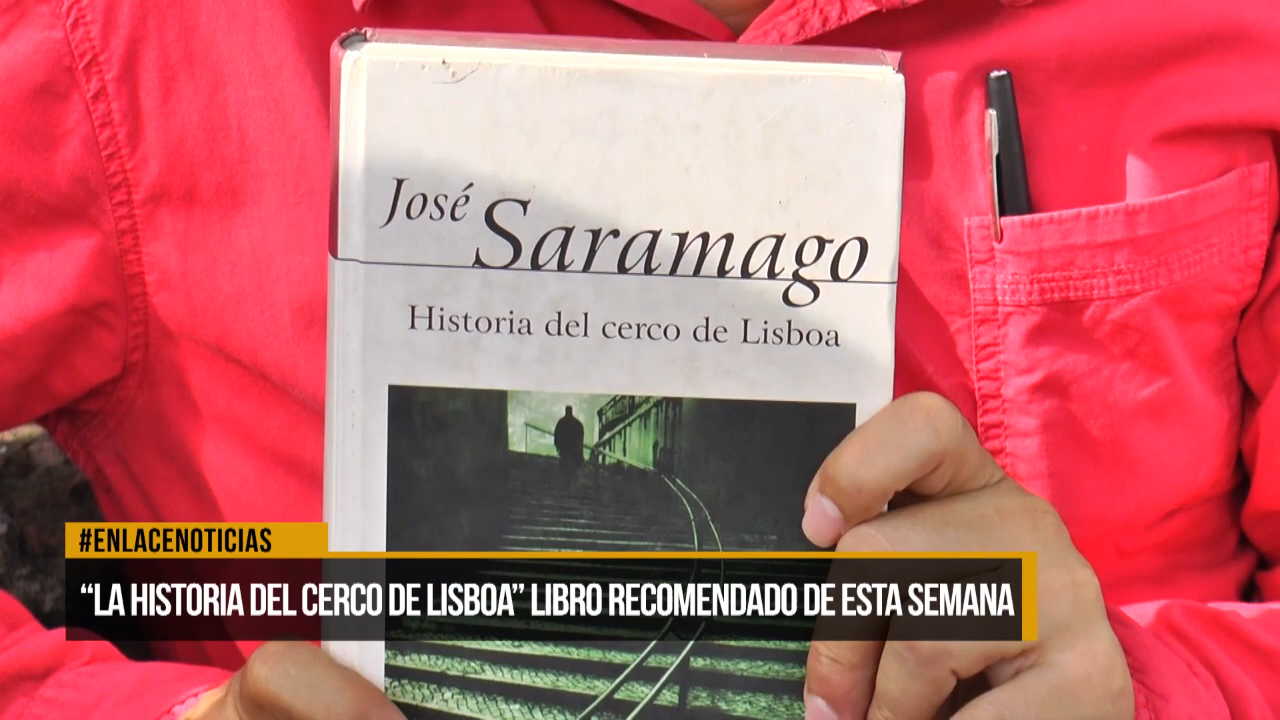 José Saramago
Historia del cerco de Lisboa
#ENLACENOTICIAS
“LA HISTORIA DEL CERCO DE LISBOA” LIBRO RECOMENDADO DE ESTA SEMANA